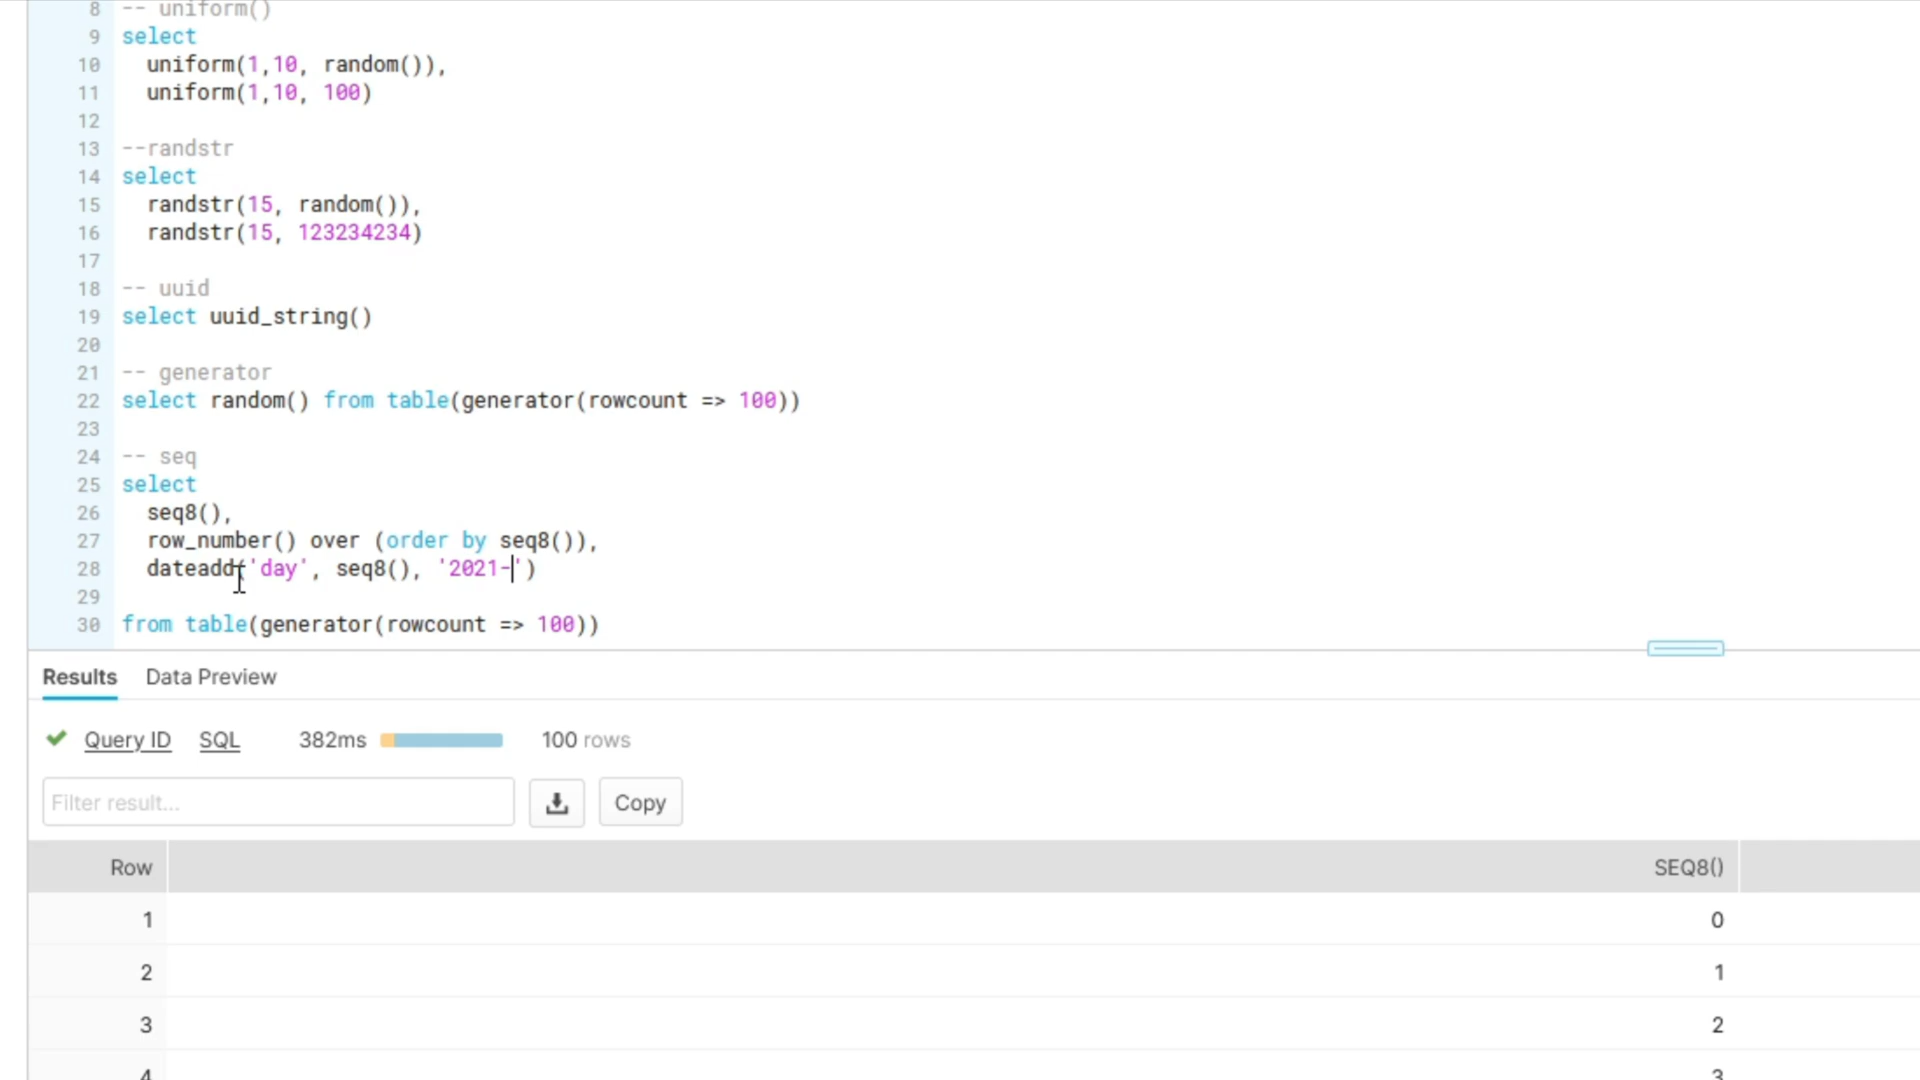 8 -- uniform()
9 select
10 uniform(1,10, random()),
11 uniform(1,10, 100)
12
13 --randstr
14 select
15 randstr(15, random()),
16 randstr(15, 123234234)
17
18 -- uuid
19 select uuid_string()
20
21 -- generator
22 select random() from table(generator(rowcount => 100))
23
24 -- seq
25 select
26 seq8(),
27 row_number() over (order by seq8()),
28 dateadd('day', seq8(), '2021-')
29
30 from table(generator(rowcount => 100))
Results Data Preview
Query ID SQL 382ms 100 rows
Filter result... Copy
Row SEQ8()
1 0
2 1
3 2
4 3